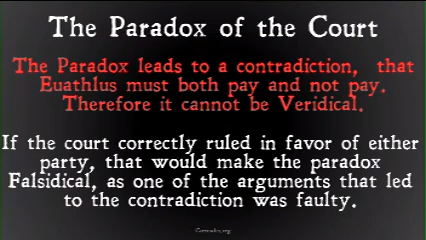 The Paradox of the Court
The Paradox leads to a contradiction, that
Euathlus must both pay and not pay.
Therefore it cannot be Veridical.
If the court correctly ruled in favor of either
party, that would make the paradox
Falsidical, as one of the arguments that led
to the contradiction was faulty.